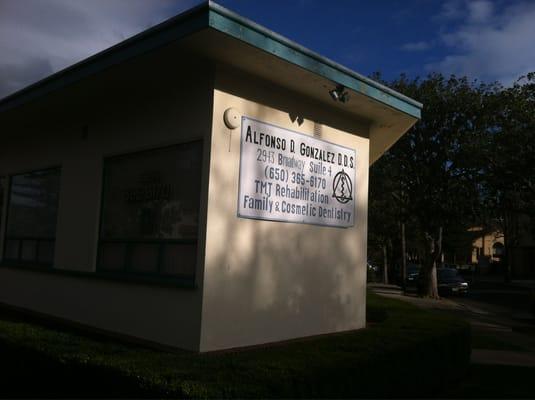 ALFONSO D. GONZALEZ D.D.S.
2943 Broadway Suite 4
(650) 365-6170
TMJ Rehabilitation
Family & Cosmetic Dentistry